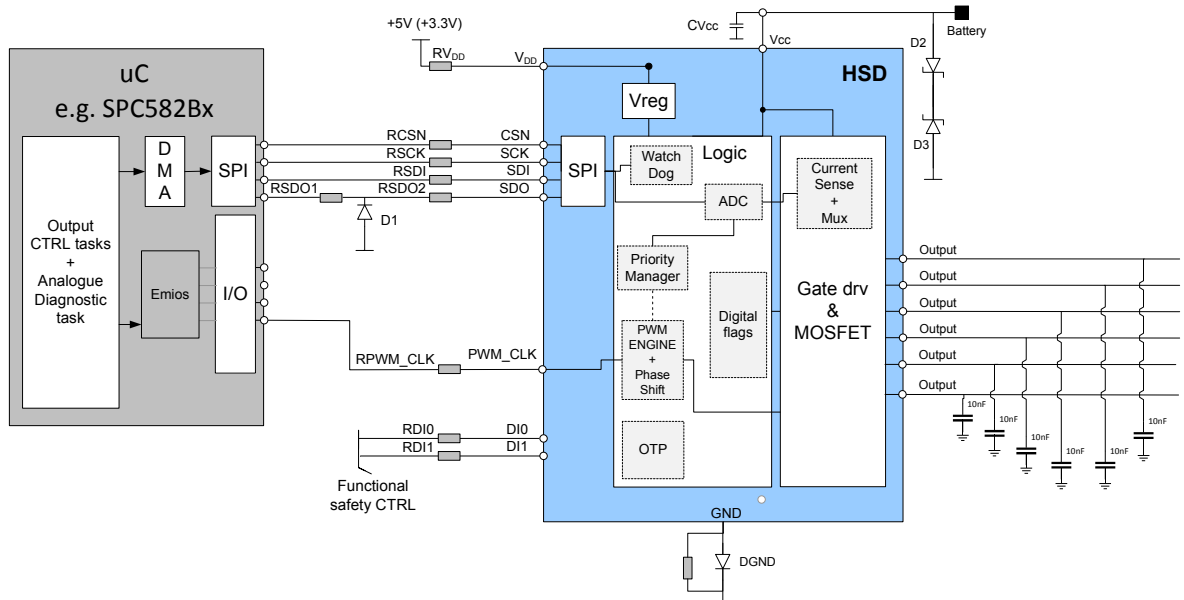 +5V (+3.3V)
CVcc
Vcc
Battery
D2
D3
RVDD
VDD
HSD
uC
e.g. SPC582Bx
Vreg
D
M
A
SPI
RCSN
CSN
RSCK
SCK
RSDI
SDI
RSDO1
RSDO2
SDO
D1
SPI
Watch
Dog
Logic
ADC
Current
Sense
+
Mux
Output
CTRL tasks
+
Analogue
Diagnostic
task
Emios
I/O
Priority
Manager
Digital
flags
PWM
ENGINE
+
Phase
Shift
OTP
Gate drv
&
MOSFET
RPWM_CLK
PWM_CLK
RDI0
DI0
RDI1
DI1
Functional
safety CTRL
GND
DGND
Output
Output
Output
Output
Output
Output
10nF
10nF
10nF
10nF
10nF
10nF